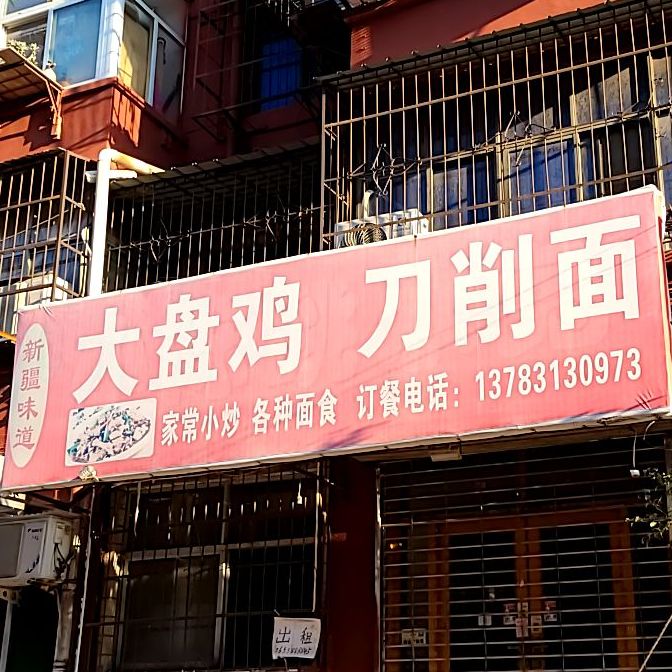 新疆味道
大盘鸡 刀削面
家常小炒 各种面食 订餐电话：13783130973
出租